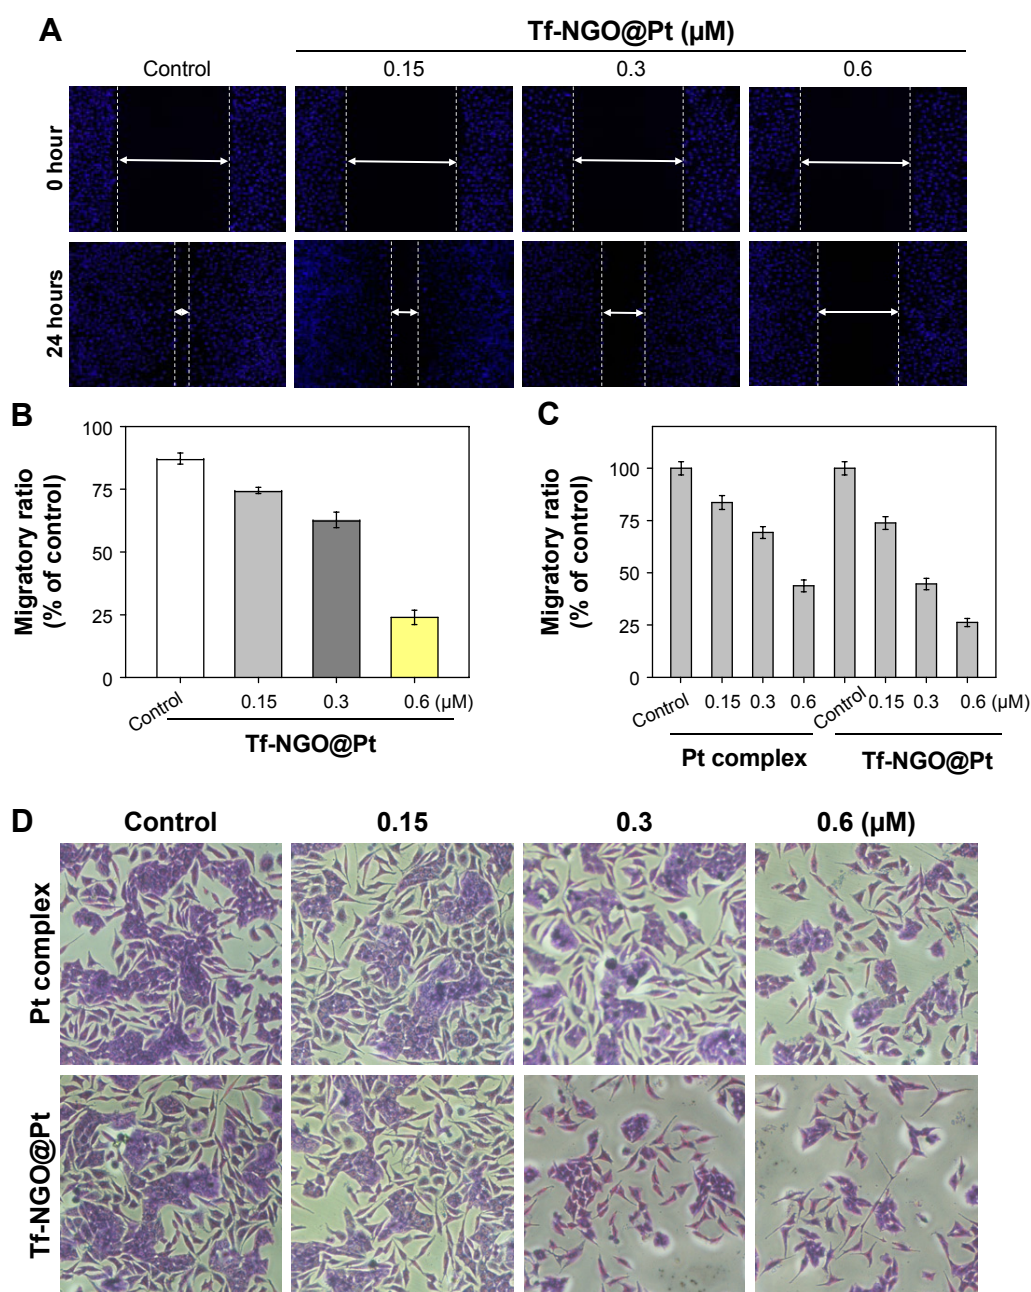 A
Tf-NGO@Pt (µM)
Control 0.15 0.3 0.6
0 hour
24 hours
B
Migratory ratio
(% of control)
100
75
50
25
0
Control 0.15 0.3 0.6 (µM)
Tf-NGO@Pt
C
Migratory ratio
(% of control)
100
75
50
25
0
Control 0.15 0.3 0.6 Control 0.15 0.3 0.6 (µM)
Pt complex Tf-NGO@Pt
D
Control 0.15 0.3 0.6 (µM)
Pt complex
Tf-NGO@Pt